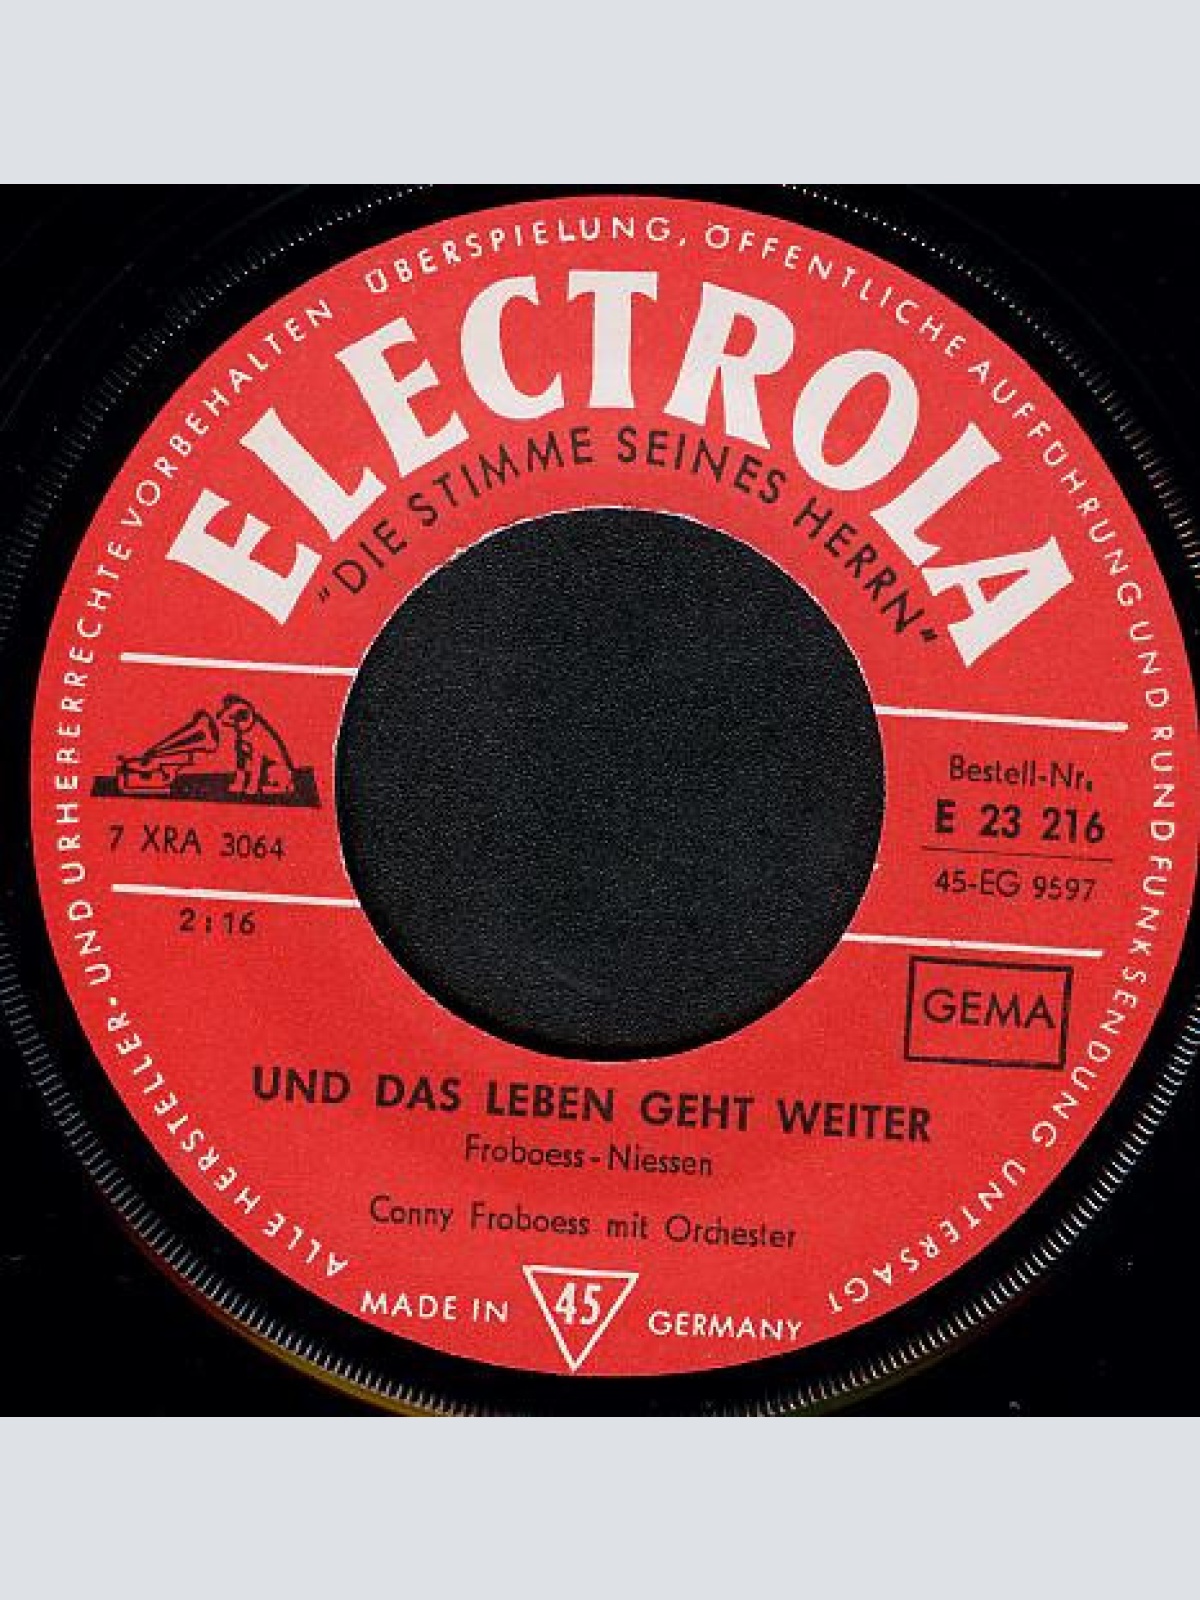 ALLE HERSTELLER- UND URHEBERRECHTE VORBEHALTEN ÜBERSPIELUNG, ÖFFENTLICHE AUFFÜHRUNG UND RUNDFUNKSENDUNG UNTERSAGT
ELECTROLA
"DIE STIMME SEINES HERRN"
7 XRA 3064
2:16
Bestell-Nr.
E 23 216
45-EG 9597
GEMA
UND DAS LEBEN GEHT WEITER
Froboess-Niessen
Conny Froboess mit Orchester
MADE IN 45 GERMANY